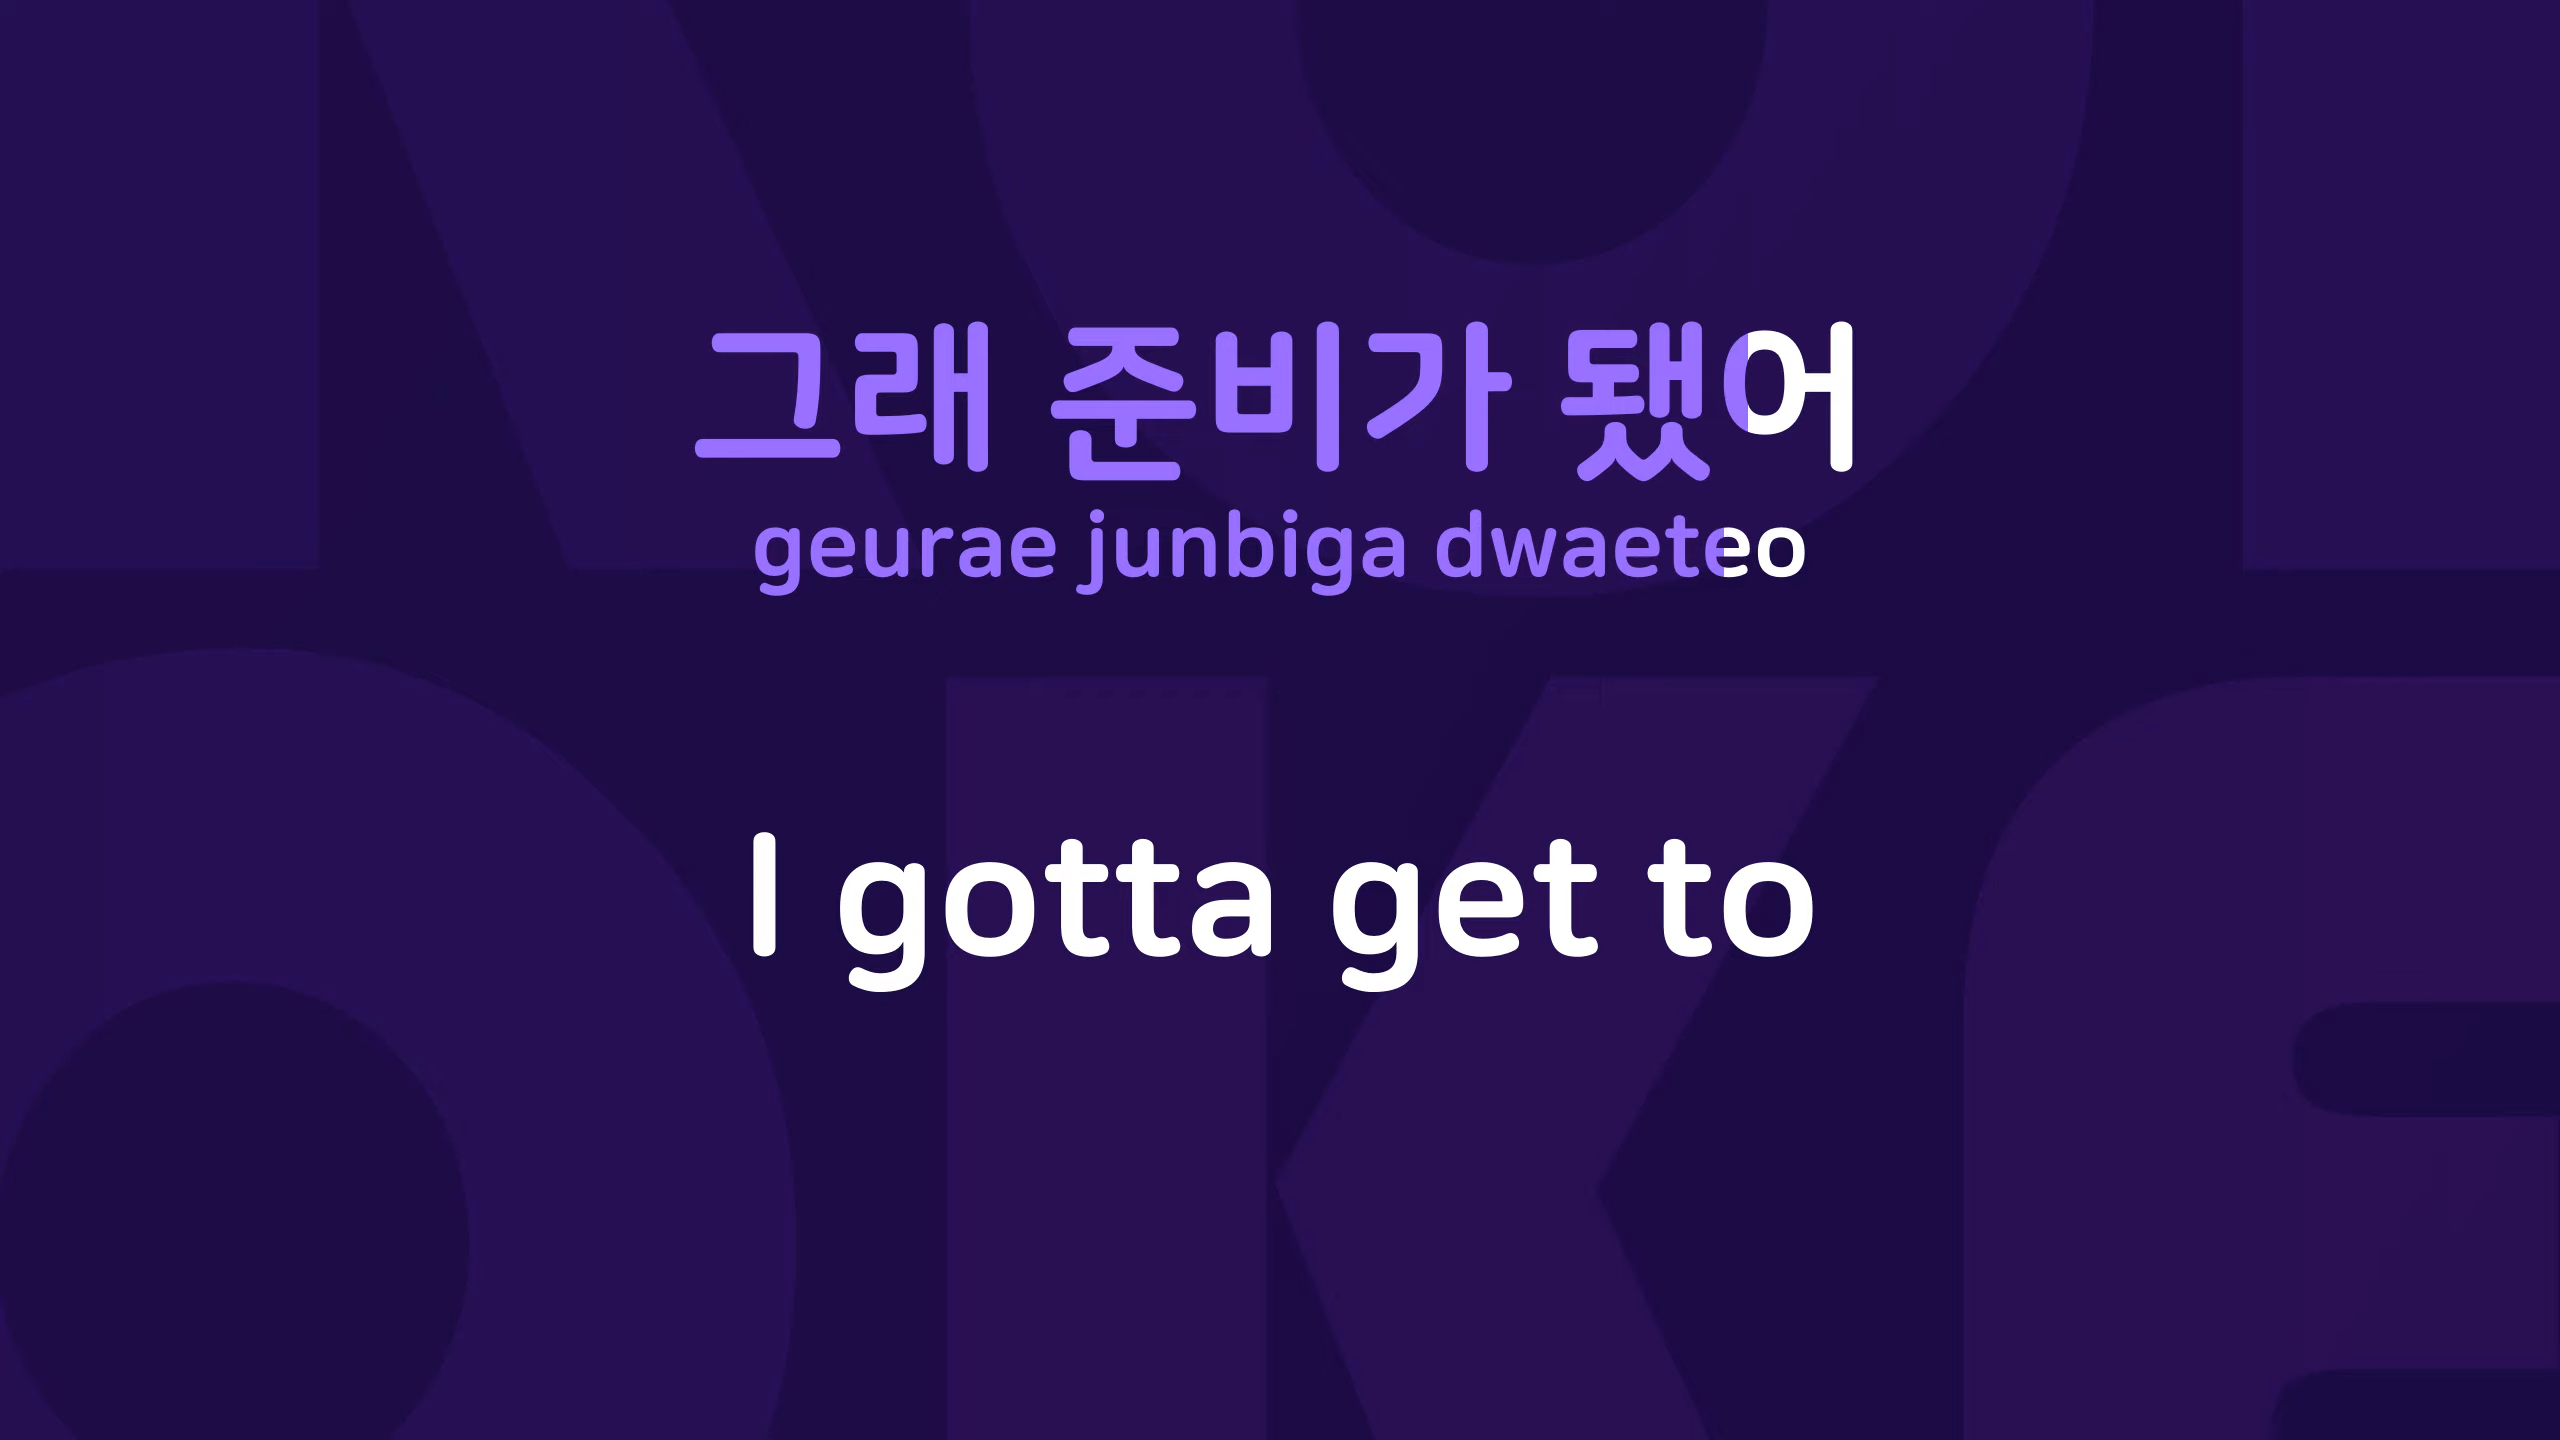 그래 준비가 됐어
geurae junbiga dwaeteo
I gotta get to